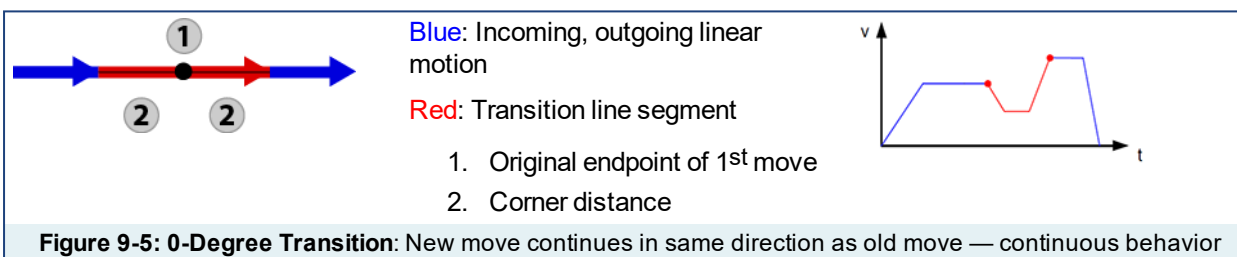 1
2 2
Blue: Incoming, outgoing linear
motion
Red: Transition line segment
1. Original endpoint of 1st move
2. Corner distance
v
t
Figure 9-5: 0-Degree Transition: New move continues in same direction as old move — continuous behavior